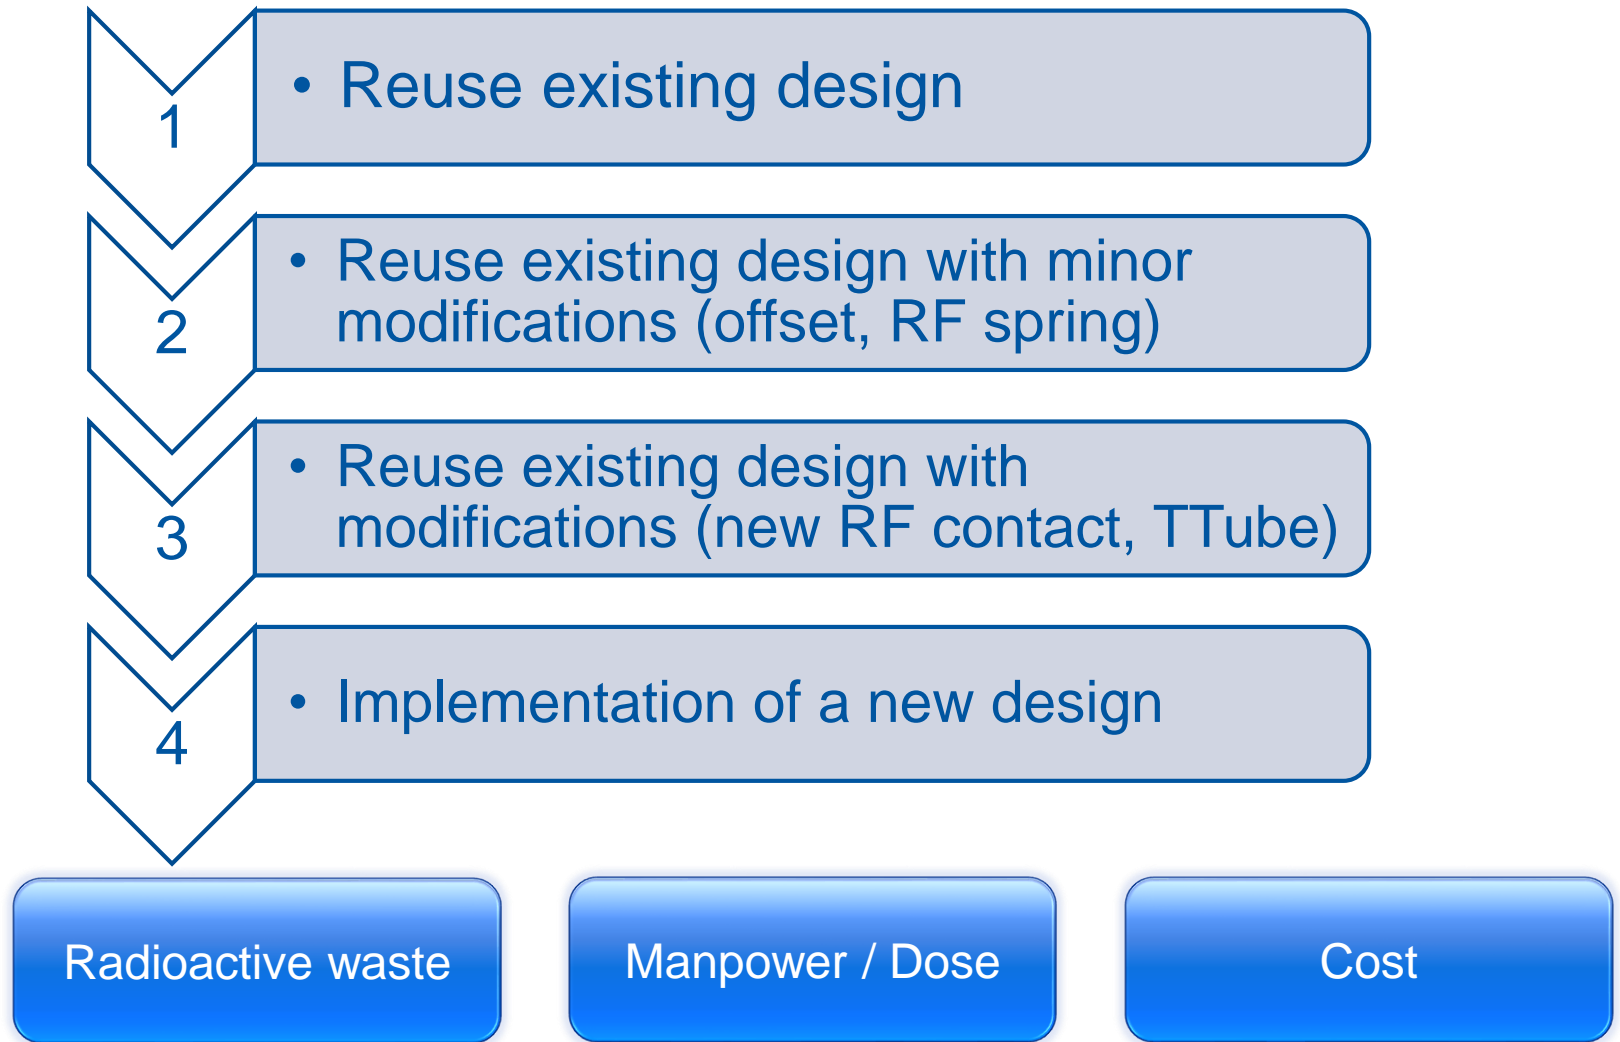 1
• Reuse existing design
2
• Reuse existing design with minor
modifications (offset, RF spring)
3
• Reuse existing design with
modifications (new RF contact, TTube)
4
• Implementation of a new design
Radioactive waste
Manpower / Dose
Cost